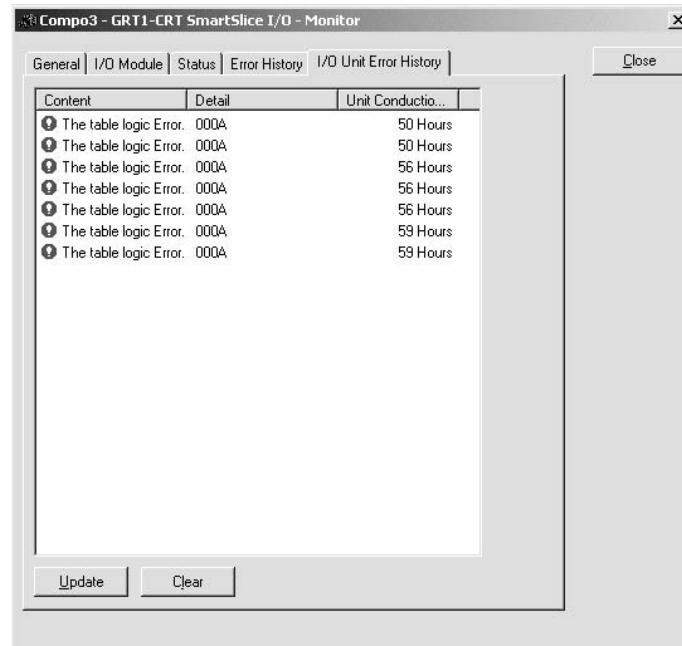 Compo3 - GRT1-CRT SmartSlice I/O - Monitor
General I/O Module Status Error History I/O Unit Error History Close
Content Detail Unit Conductio...
The table logic Error. 000A 50 Hours
The table logic Error. 000A 50 Hours
The table logic Error. 000A 56 Hours
The table logic Error. 000A 56 Hours
The table logic Error. 000A 56 Hours
The table logic Error. 000A 59 Hours
The table logic Error. 000A 59 Hours
Update Clear